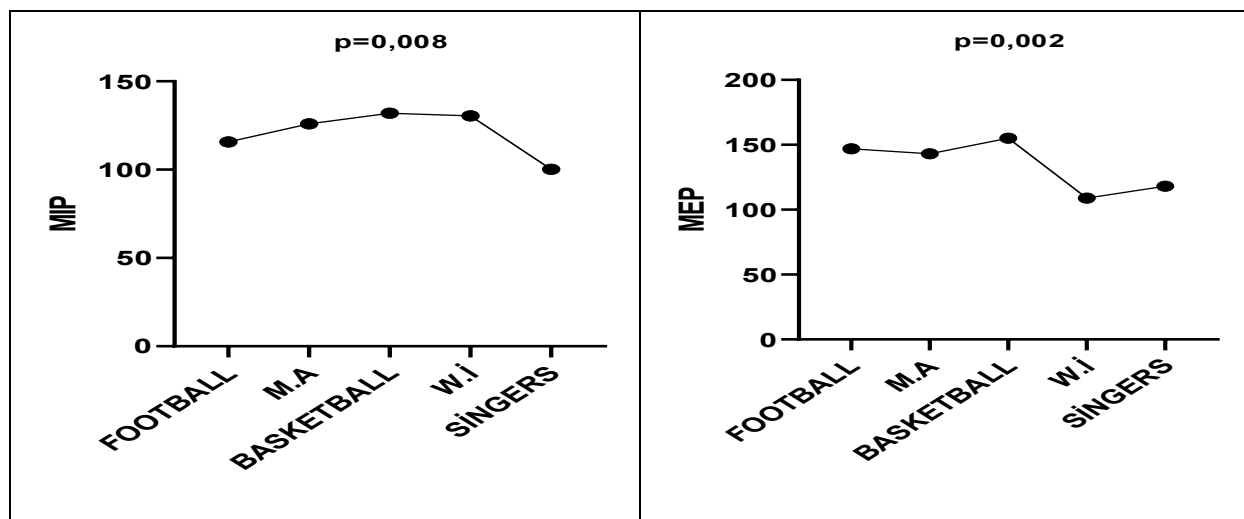 p=0,008
150
100
50
0
MIP
FOOTBALL
M.A
BASKETBALL
W.İ
SİNGERS
p=0,002
200
150
100
50
0
MEP
FOOTBALL
M.A
BASKETBALL
W.İ
SİNGERS